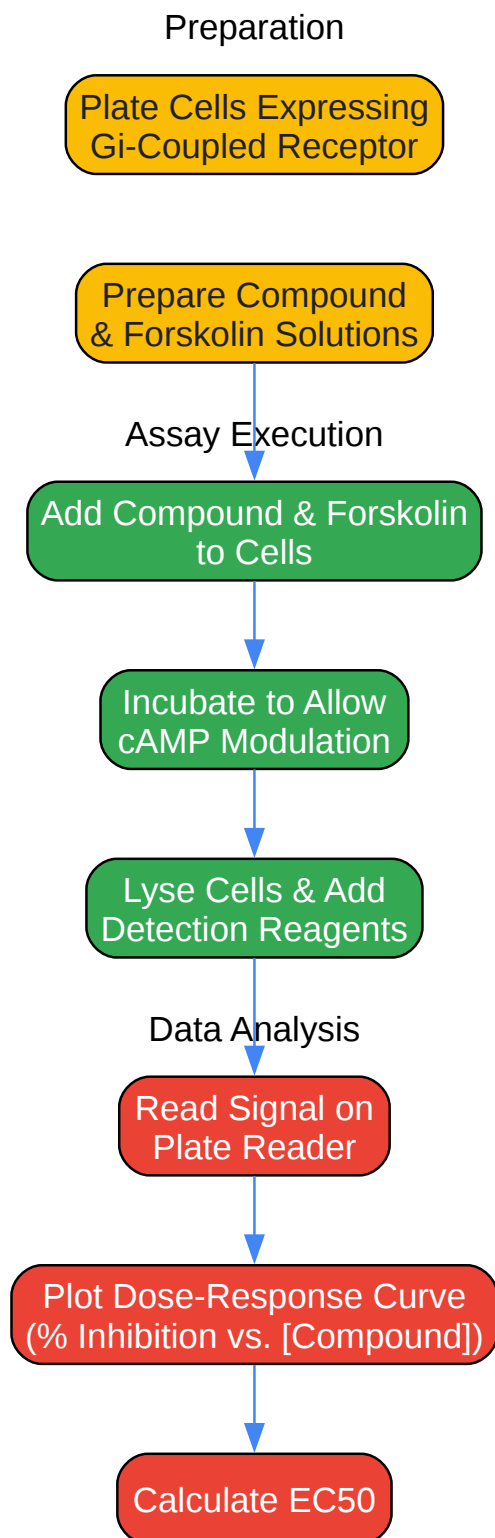 Preparation
Plate Cells Expressing
Gi-Coupled Receptor
Prepare Compound
& Forskolin Solutions
Assay Execution
Add Compound & Forskolin
to Cells
Incubate to Allow
cAMP Modulation
Lyse Cells & Add
Detection Reagents
Data Analysis
Read Signal on
Plate Reader
Plot Dose-Response Curve
(% Inhibition vs. [Compound])
Calculate EC50